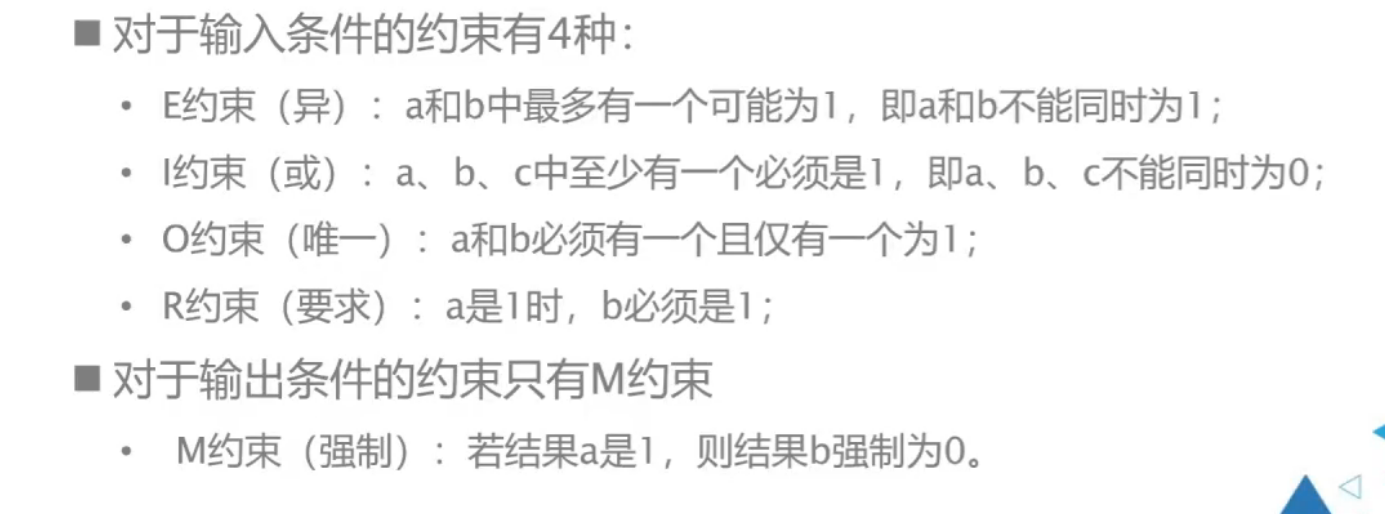 ■ 对于输入条件的约束有4种：
• E约束（异）：a和b中最多有一个可能为1，即a和b不能同时为1；
• I约束（或）：a、b、c中至少有一个必须是1，即a、b、c不能同时为0；
• O约束（唯一）：a和b必须有一个且仅有一个为1；
• R约束（要求）：a是1时，b必须是1；
■ 对于输出条件的约束只有M约束
• M约束（强制）：若结果a是1，则结果b强制为0。